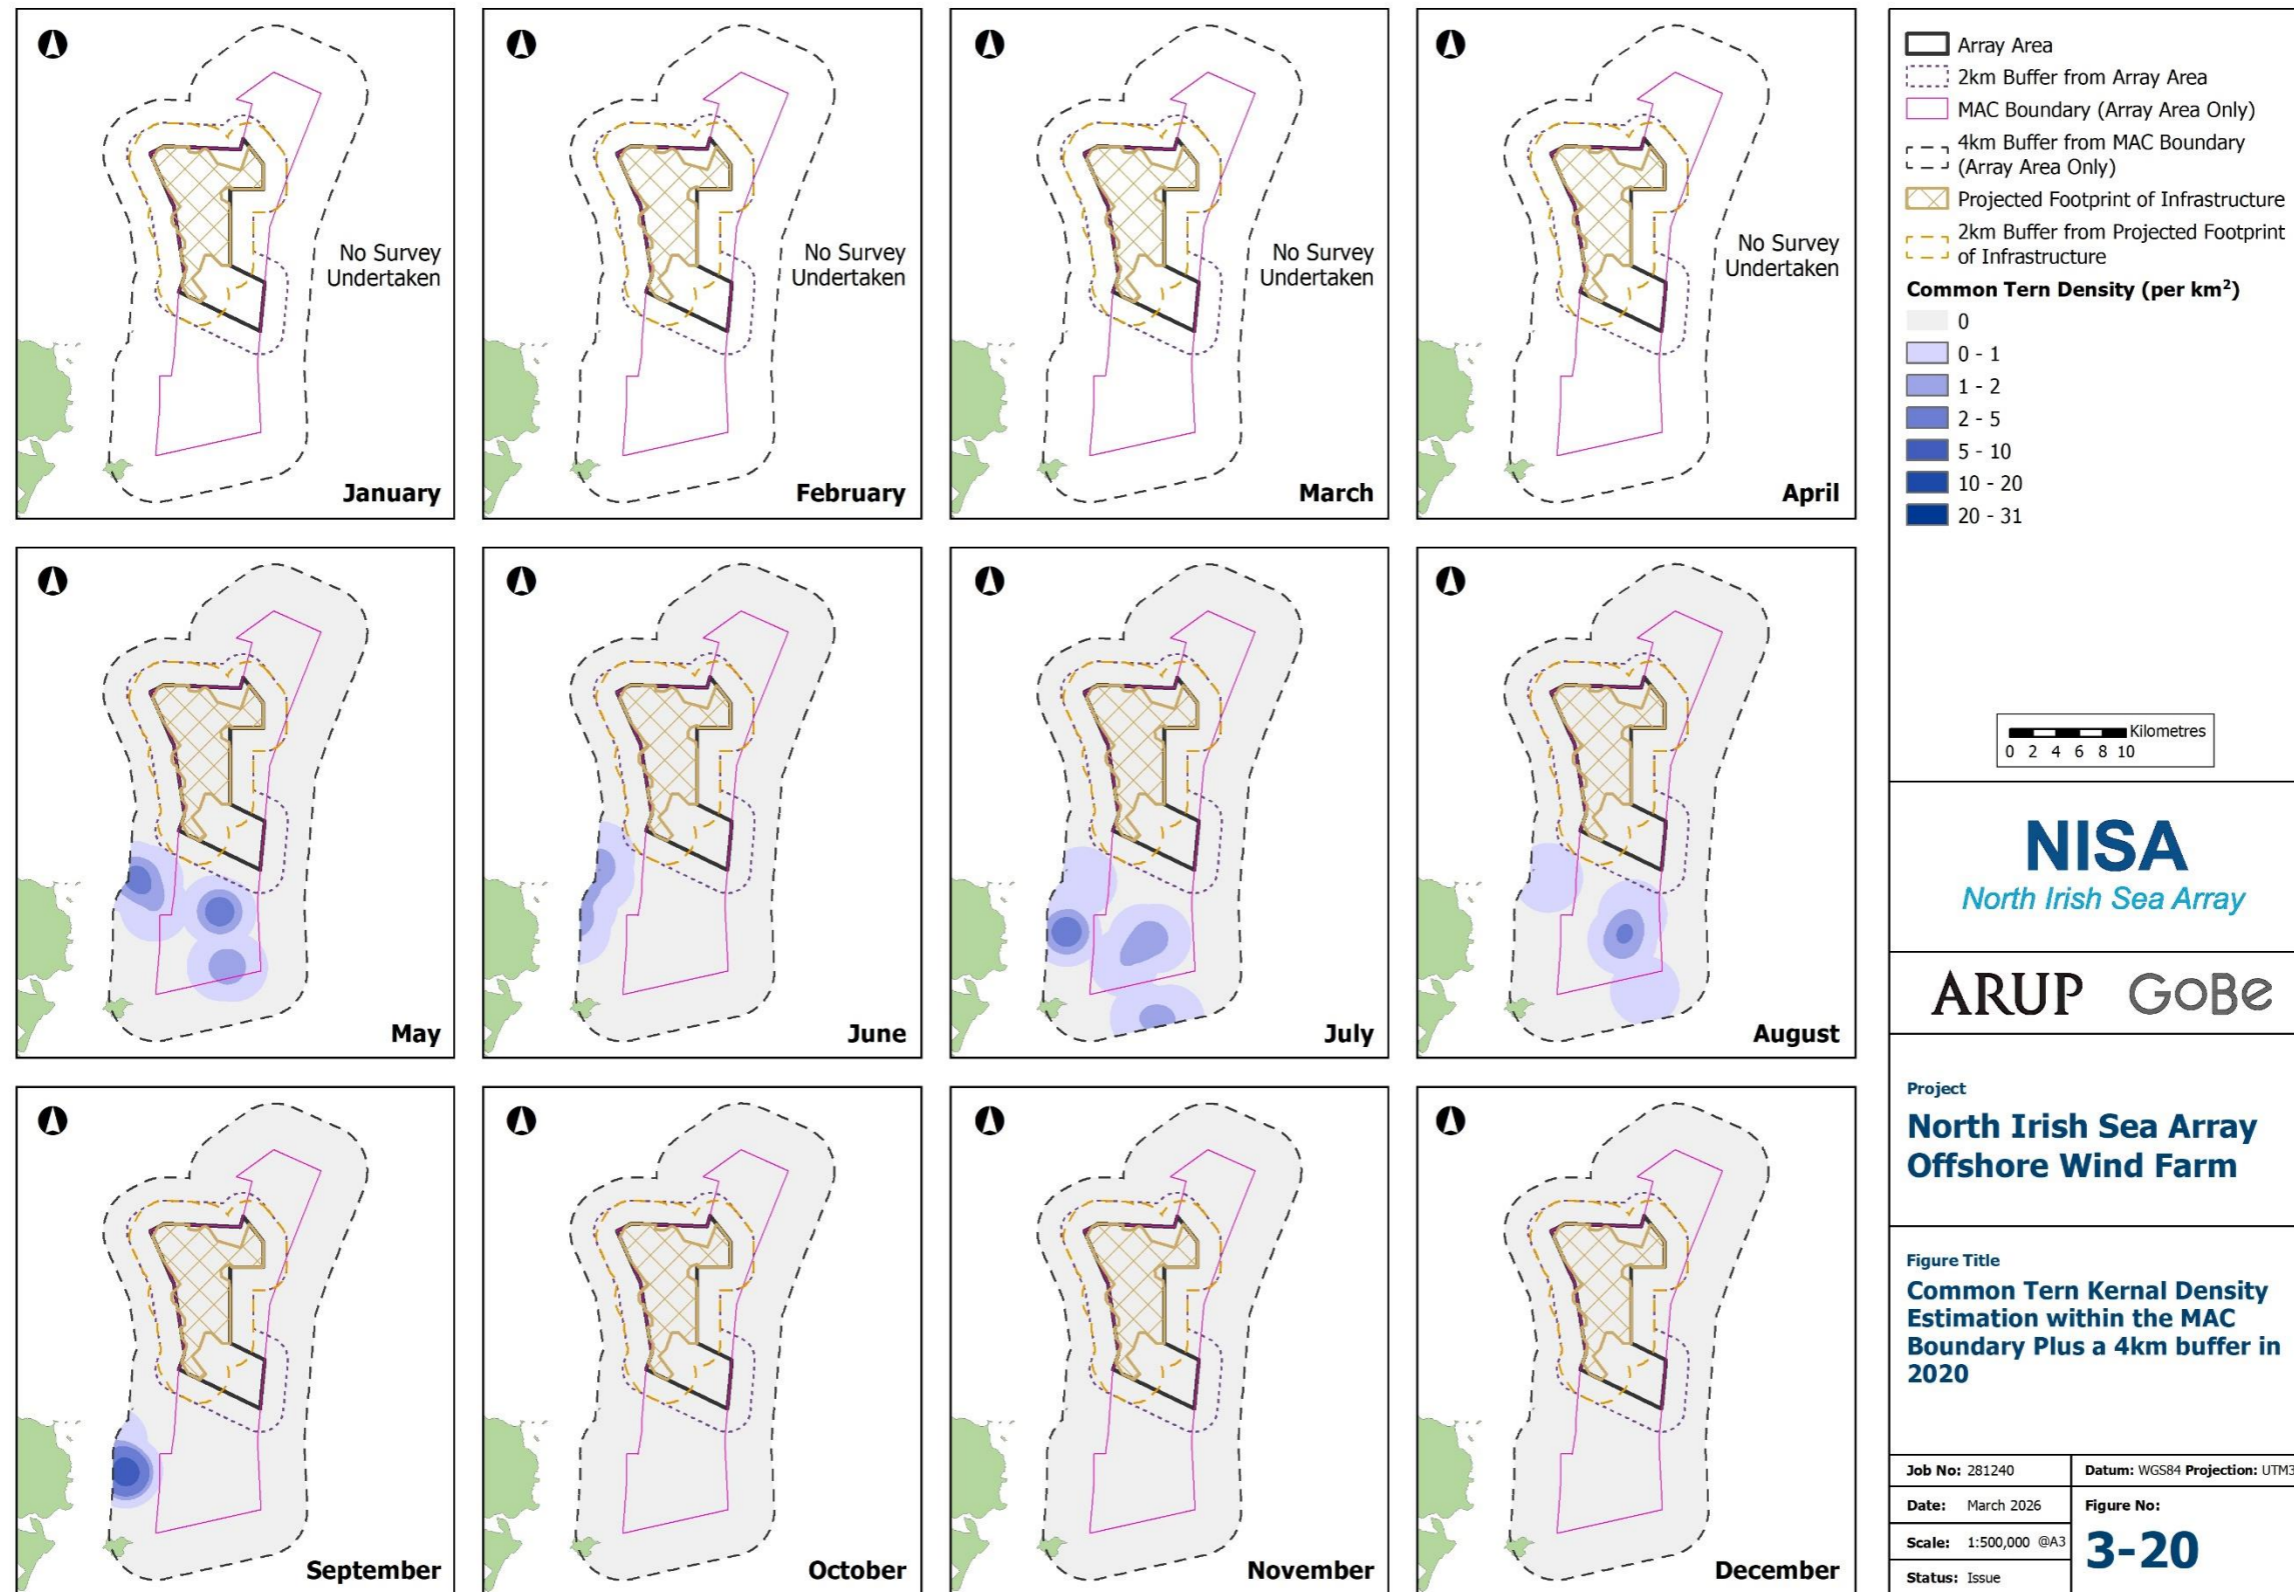 No Survey
Undertaken
January
No Survey
Undertaken
February
No Survey
Undertaken
March
No Survey
Undertaken
April
May
June
July
August
September
October
November
December
Array Area
2km Buffer from Array Area
MAC Boundary (Array Area Only)
4km Buffer from MAC Boundary
(Array Area Only)
Projected Footprint of Infrastructure
2km Buffer from Projected Footprint
of Infrastructure
Common Tern Density (per km²)
0
0 - 1
1 - 2
2 - 5
5 - 10
10 - 20
20 - 31
Kilometres
0 2 4 6 8 10
NISA
North Irish Sea Array
ARUP GoBe
Project
North Irish Sea Array
Offshore Wind Farm
Figure Title
Common Tern Kernal Density
Estimation within the MAC
Boundary Plus a 4km buffer in
2020
Job No: 281240
Datum: WGS84 Projection:
Date: March 2026
Figure No:
Scale: 1:500,000 @A3
3-20
Status: Issue